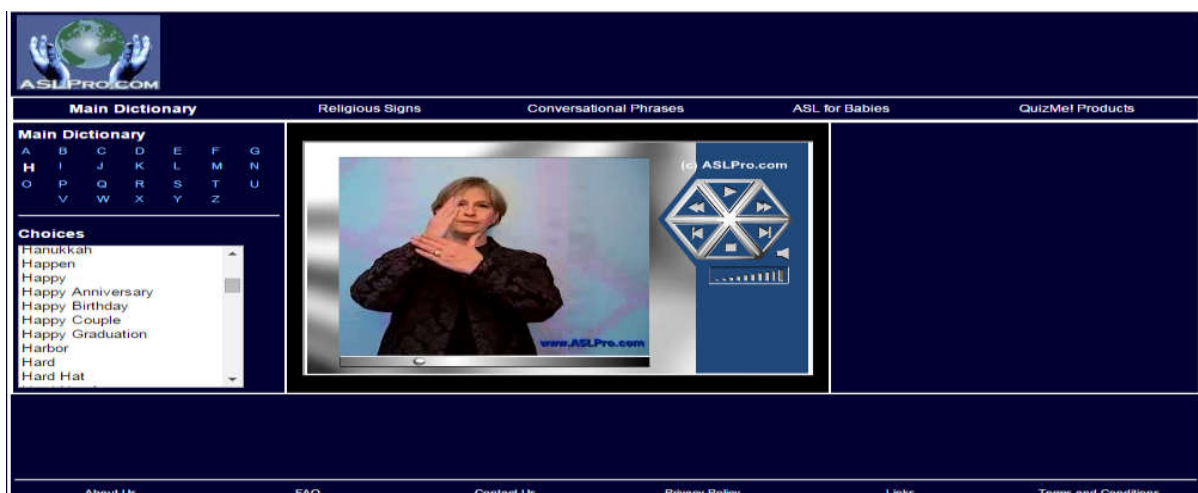 ASLPRO.COM
Main Dictionary Religious Signs Conversational Phrases ASL for Babies QuizMe! Products
Main Dictionary
A B C D E F G
H I J K L M N
O P Q R S T U
V W X Y Z
Choices
Hanukkah
Happen
Happy
Happy Anniversary
Happy Birthday
Happy Couple
Happy Graduation
Harbor
Hard
Hard Hat
(c) ASLPro.com
www.ASLPro.com
About Us FAQ Contact Us Privacy Policy Links Terms and Conditions